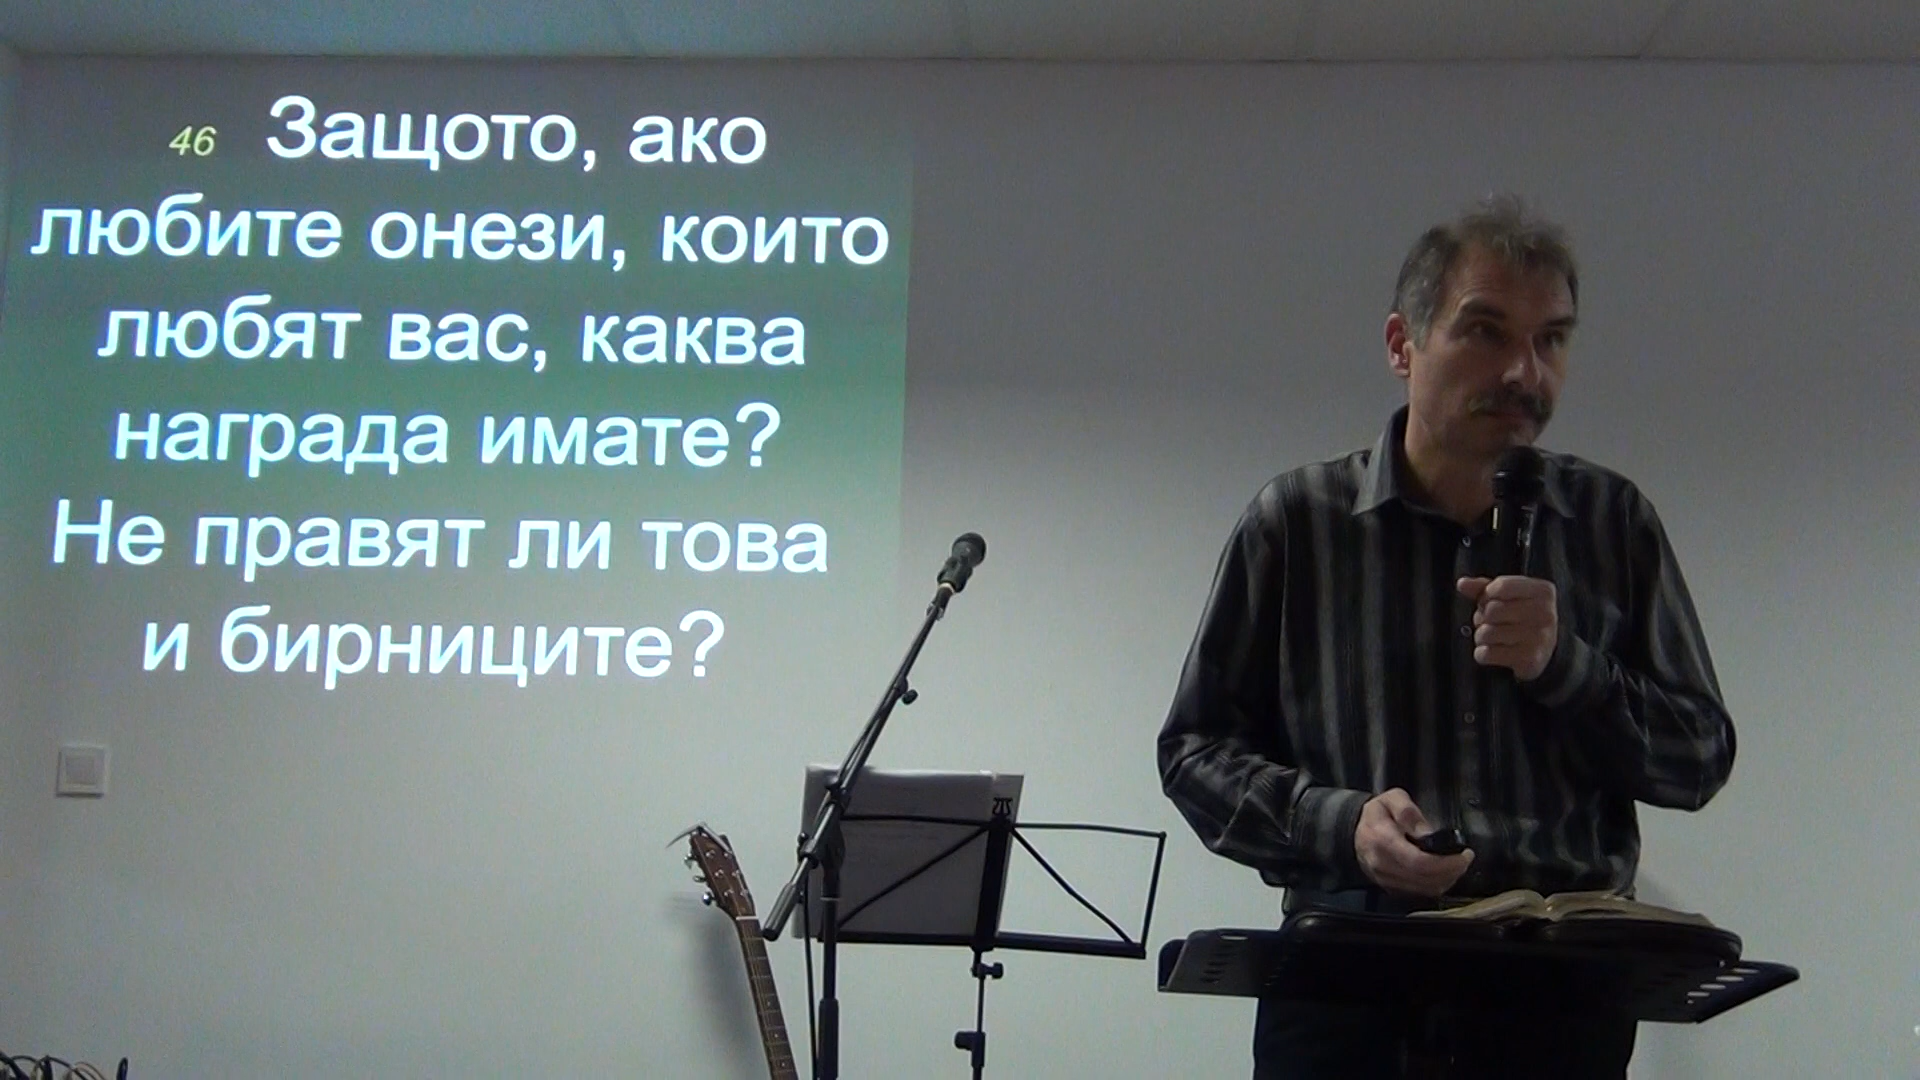 46 Защото, ако
любите онези, които
любят вас, каква
награда имате?
Не правят ли това
и бирниците?